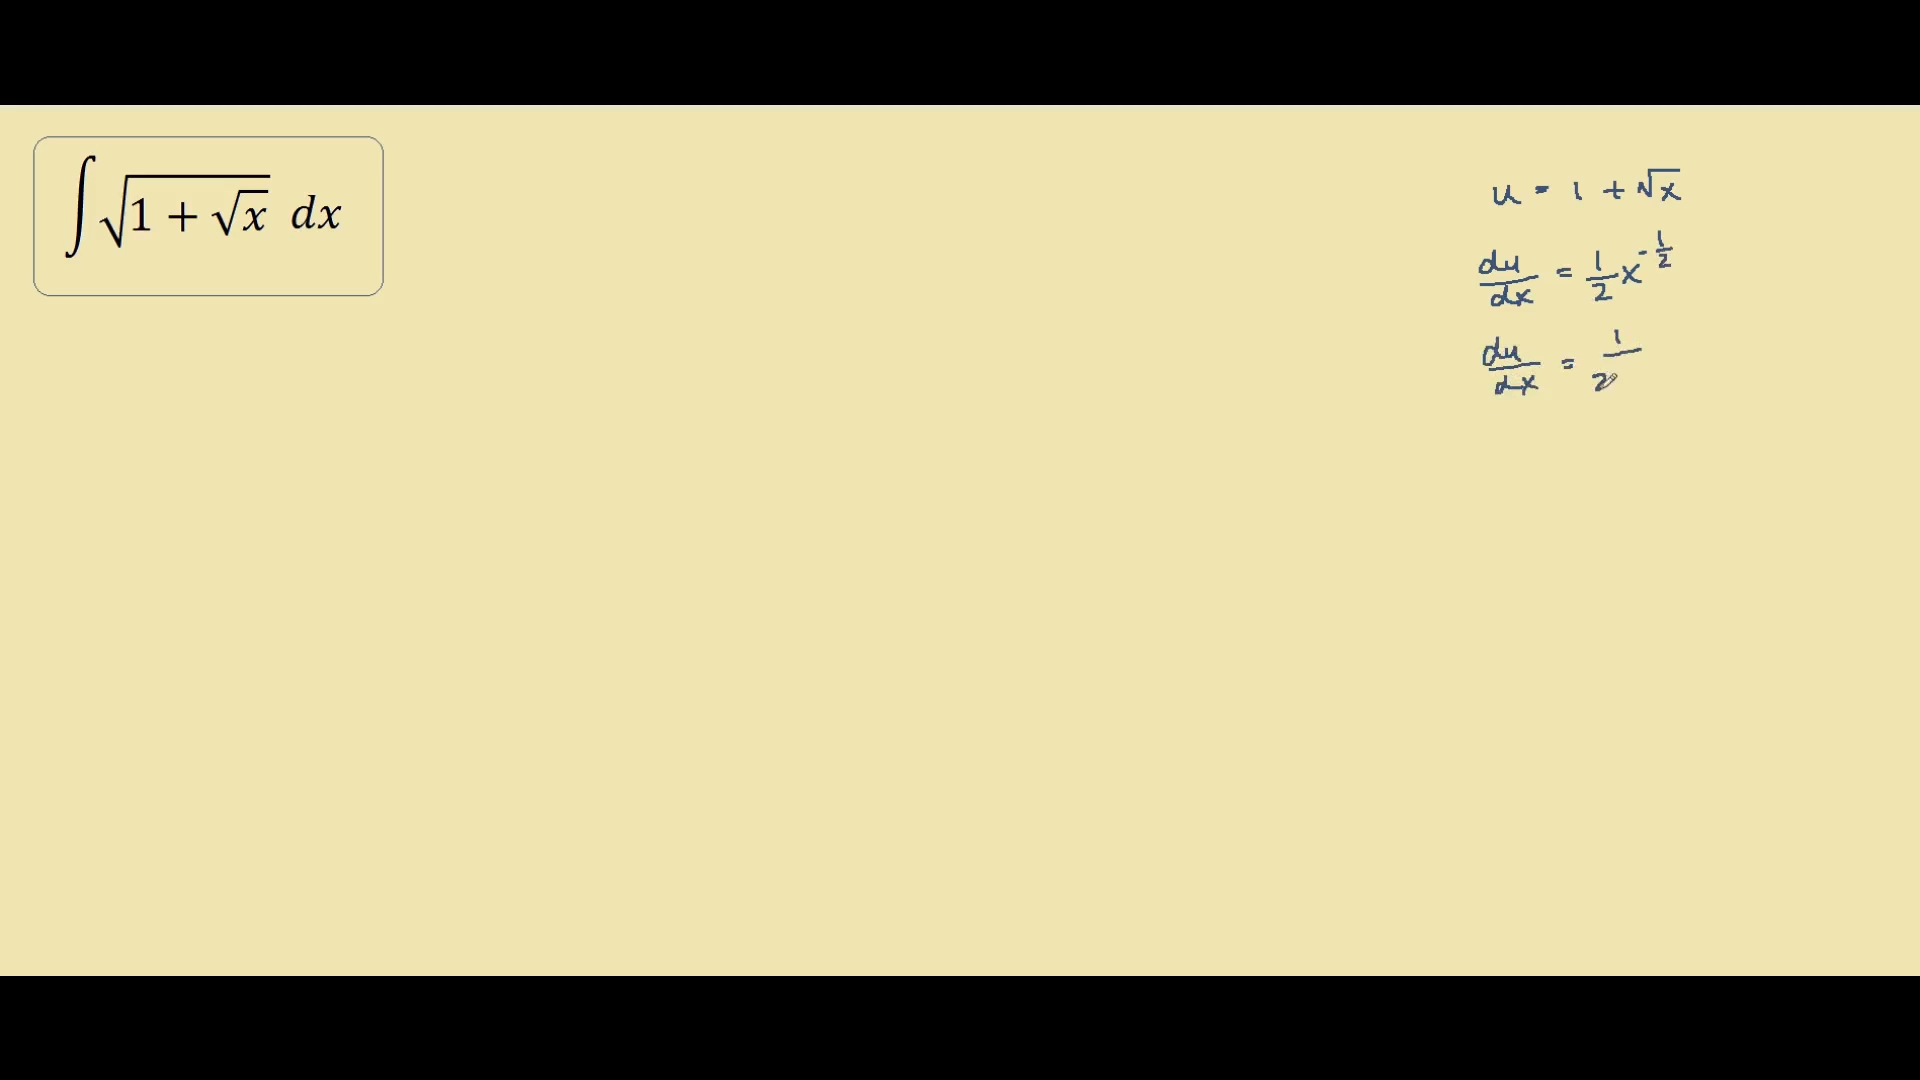 ∫√(1 + √x) dx
u = 1 + √x
du/dx = 1/2 x^(-1/2)
du/dx = 1/2